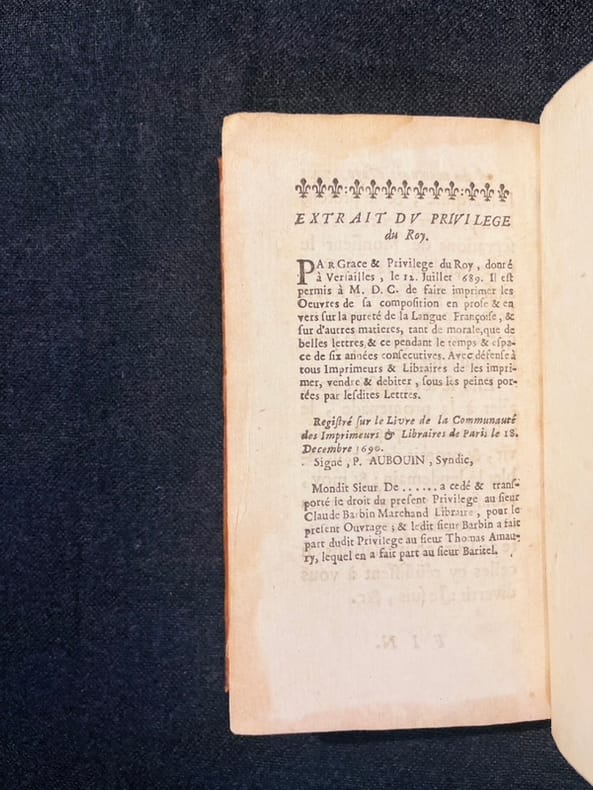 EXTRAIT DV PRIVILEGE
du Roy.
PAR Grace & Privilege du Roy, donné
à Versailles, le 12. Juillet 1689. Il est
permis à M. D. C. de faire imprimer les
Oeuvres de sa composition en prose & en
vers sur la pureté de la Langue Françoise, &
sur d'autres matieres, tant de morale, que de
belles lettres, & ce pendant le temps & espa-
ce de six années consecutives. Avec défense à
tous Imprimeurs & Libraires de les impri-
mer, vendre & debiter, sous les peines por-
tées par lesdites Lettres.
Registré sur le Livre de la Communauté
des Imprimeurs & Libraires de Paris le 18.
Decembre 1690.
Signé, P. AUBOUIN, Syndic,
Mondit Sieur De ...... a cedé & trans-
porté le droit du present Privilege au sieur
Claude Barbin Marchand Libraire, pour le
present Ouvrage ; & ledit sieur Barbin a fait
part dudit Privilege au sieur Thomas Amau-
ry, lequel en a fait part au sieur Baritel.